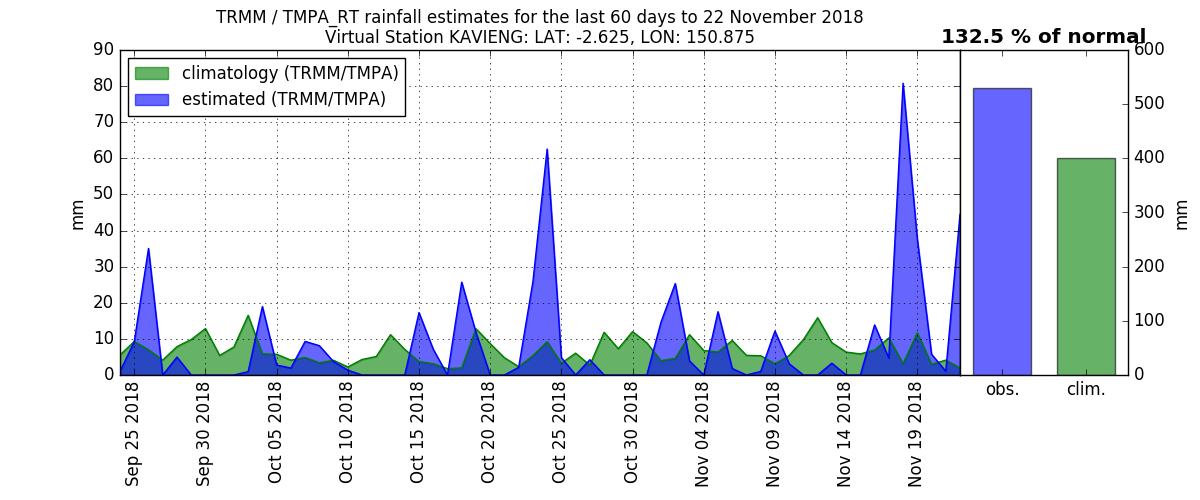 TRMM / TMPA_RT rainfall estimates for the last 60 days to 22 November 2018
Virtual Station KAVIENG: LAT: -2.625, LON: 150.875
132.5 % of normal
climatology (TRMM/TMPA)
estimated (TRMM/TMPA)
90
80
70
60
50
40
30
20
10
0
mm
Sep 25 2018
Sep 30 2018
Oct 05 2018
Oct 10 2018
Oct 15 2018
Oct 20 2018
Oct 25 2018
Oct 30 2018
Nov 04 2018
Nov 09 2018
Nov 14 2018
Nov 19 2018
600
500
400
300
200
100
0
mm
obs.
clim.